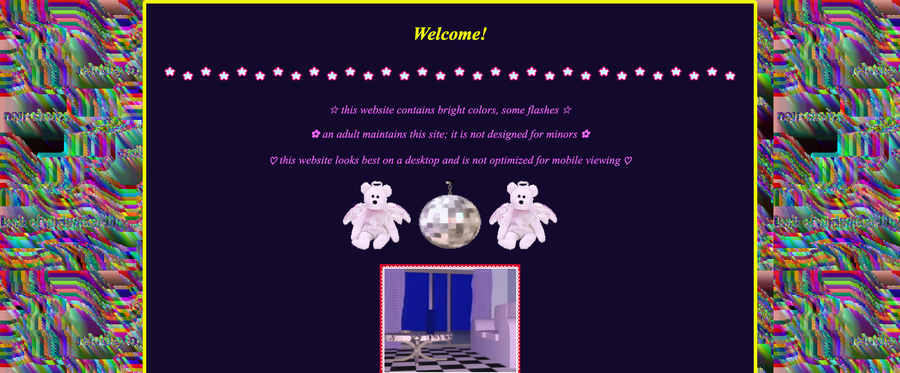 Welcome!
☆ this website contains bright colors, some flashes ☆
✿ an adult maintains this site; it is not designed for minors ✿
♡ this website looks best on a desktop and is not optimized for mobile viewing ♡